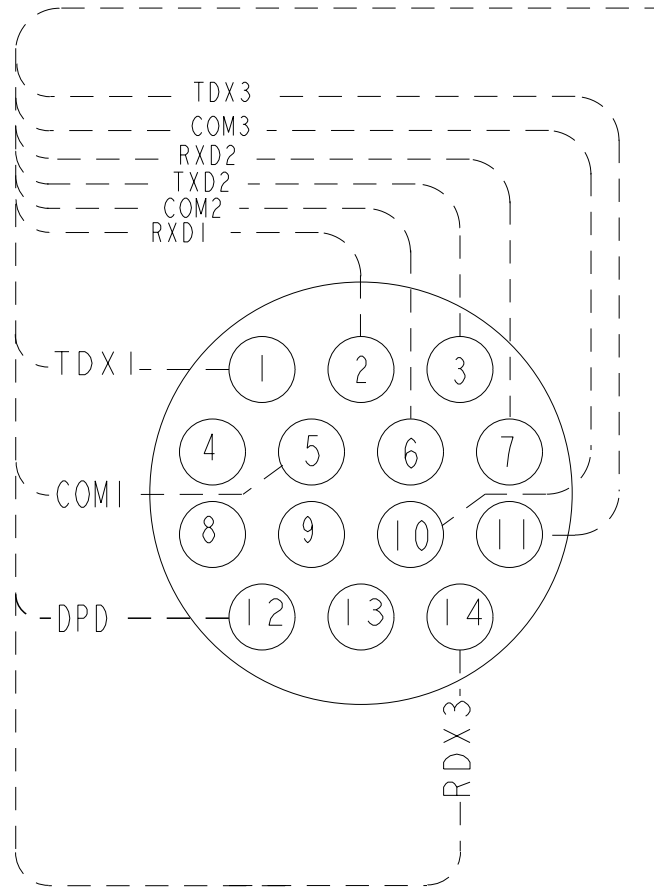 TDX3
COM3
RXD2
TXD2
COM2
RXD1
TDX1
1 2 3
4 5 6 7
COM1
8 9 10 11
DPD
12 13 14
RDX3